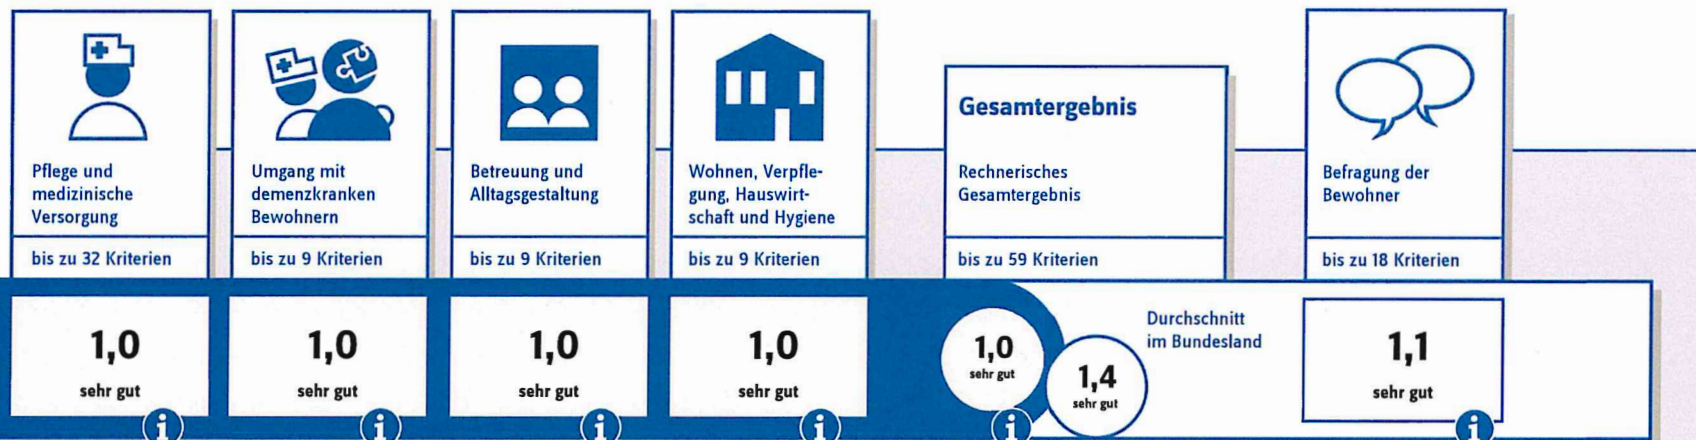 Pflege und
medizinische
Versorgung
bis zu 32 Kriterien
1,0
sehr gut
Umgang mit
demenzkranken
Bewohnern
bis zu 9 Kriterien
1,0
sehr gut
Betreuung und
Alltagsgestaltung
bis zu 9 Kriterien
1,0
sehr gut
Wohnen, Verpfle-
gung, Hauswirt-
schaft und Hygiene
bis zu 9 Kriterien
1,0
sehr gut
Gesamtergebnis
Rechnerisches
Gesamtergebnis
bis zu 59 Kriterien
1,0
sehr gut
1,4
sehr gut
Durchschnitt
im Bundesland
Befragung der
Bewohner
bis zu 18 Kriterien
1,1
sehr gut